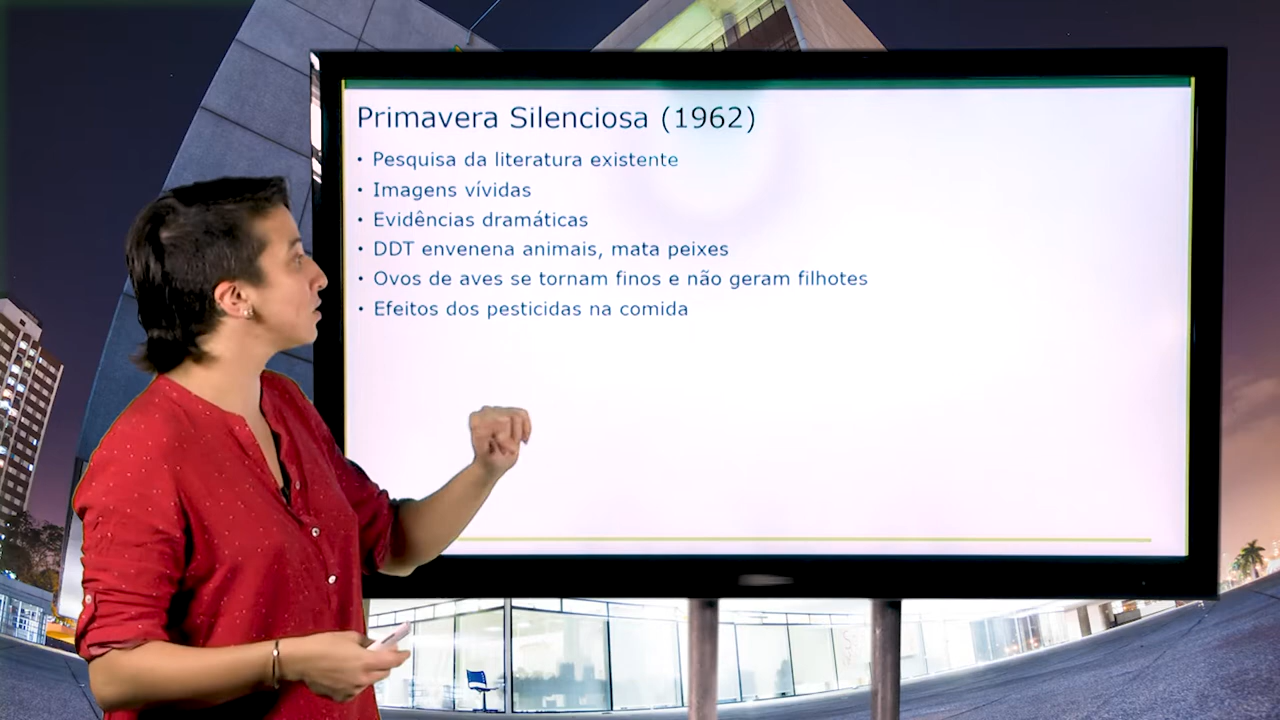 Primavera Silenciosa (1962)
• Pesquisa da literatura existente
• Imagens vívidas
• Evidências dramáticas
• DDT envenena animais, mata peixes
• Ovos de aves se tornam finos e não geram filhotes
• Efeitos dos pesticidas na comida